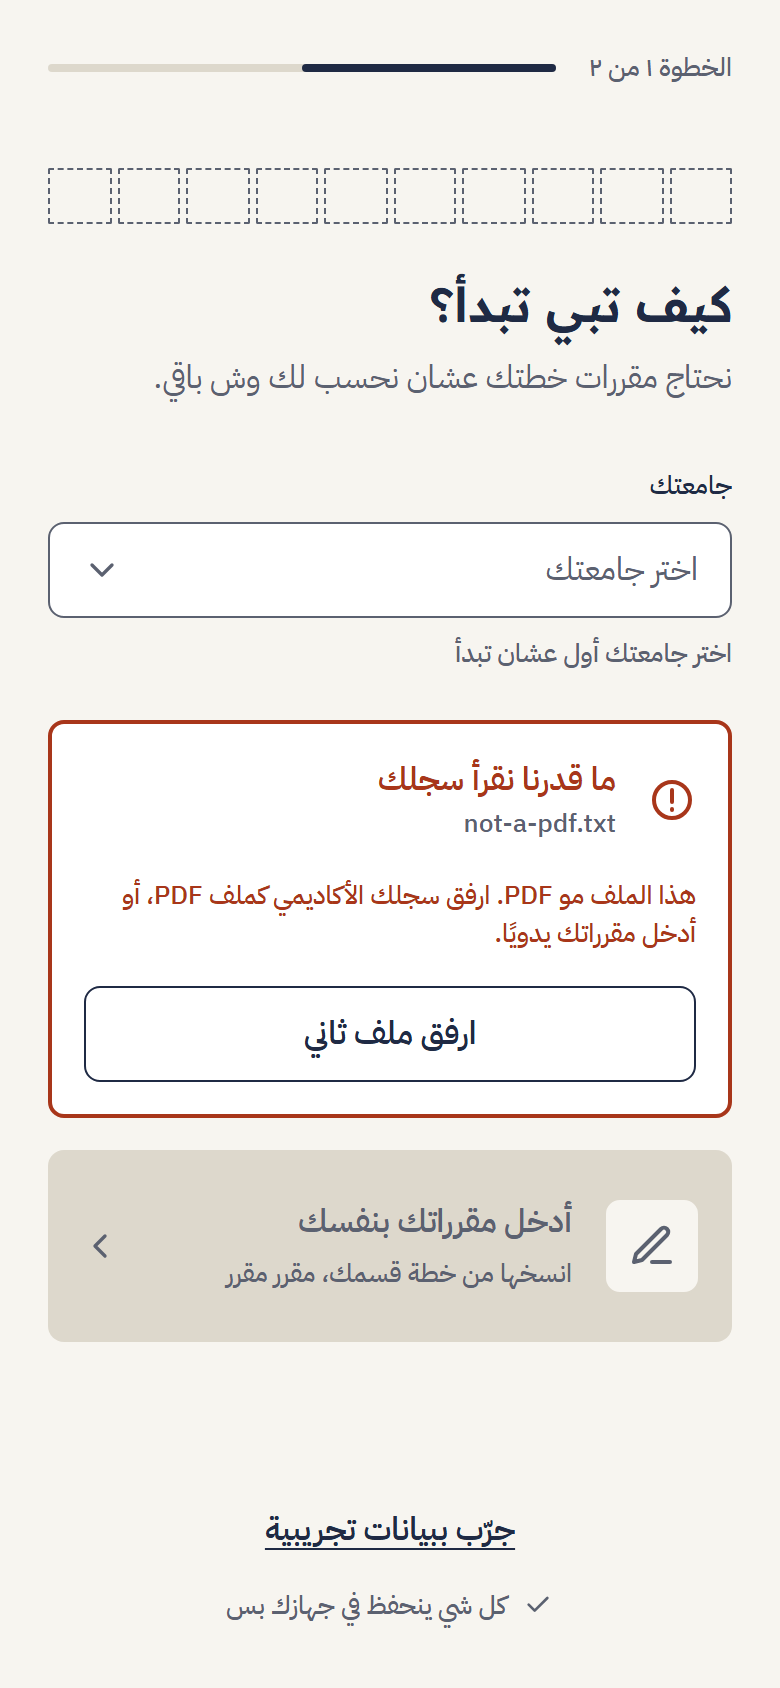 الخطوة ١ من ٢
كيف تبي تبدأ؟
نحتاج مقررات خطتك عشان نحسب لك وش باقي.
جامعتك
اختر جامعتك
اختر جامعتك أول عشان تبدأ
ما قدرنا نقرأ سجلك
not-a-pdf.txt
هذا الملف مو PDF. ارفق سجلك الأكاديمي كملف PDF، أو
أدخل مقرراتك يدويًا.
ارفق ملف ثاني
أدخل مقرراتك بنفسك
انسخها من خطة قسمك، مقرر مقرر
جرّب ببيانات تجريبية
كل شي ينحفظ في جهازك بس